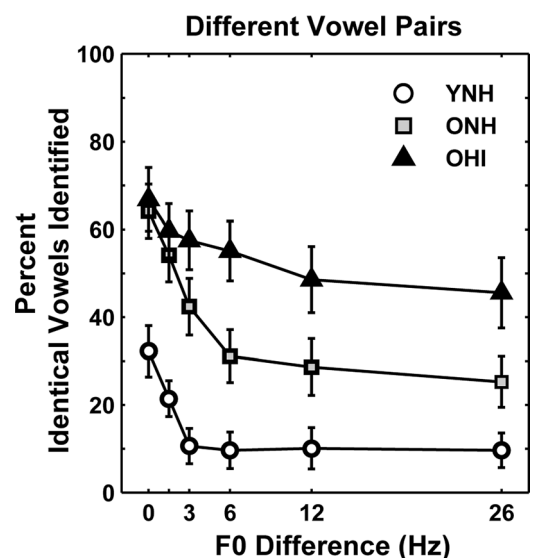 Different Vowel Pairs
Percent
Identical Vowels Identified
100
80
60
40
20
0
YNH
ONH
OHI
0 3 6 12 26
F0 Difference (Hz)